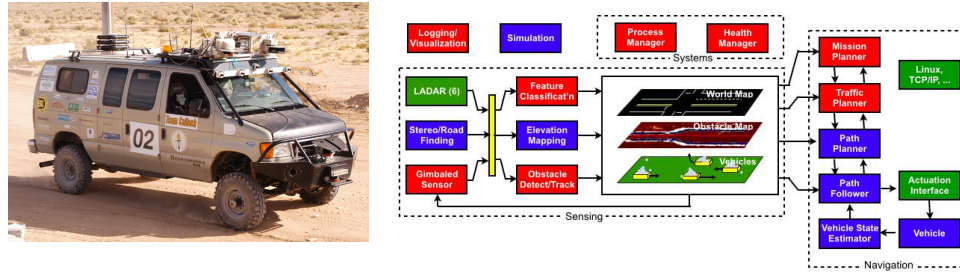 02
Team Caltech
Logging/
Visualization
Simulation
Process
Manager
Health
Manager
Systems
Mission
Planner
Linux,
TCP/IP, ...
LADAR (6)
Feature
Classificat'n
World Map
Traffic
Planner
Stereo/Road
Finding
Elevation
Mapping
Obstacle Map
Path
Planner
Gimbaled
Sensor
Obstacle
Detect/Track
Vehicles
Path
Follower
Actuation
Interface
Vehicle State
Estimator
Vehicle
Sensing
Navigation